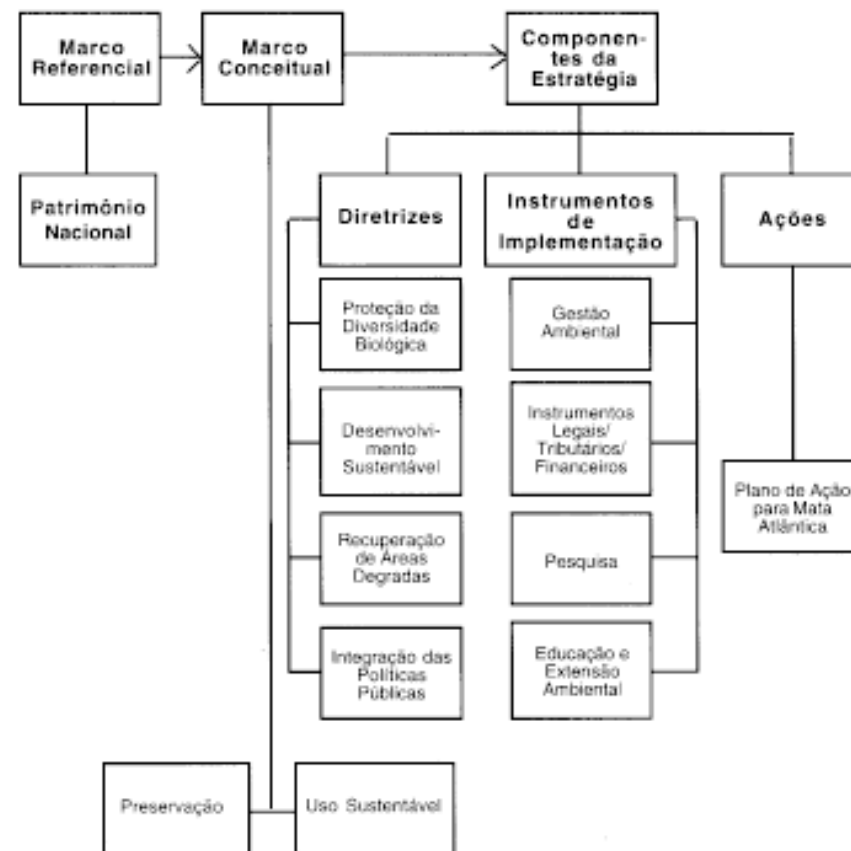 Marco
Referencial
Marco
Conceitual
Componen-
tes da
Estratégia
Patrimônio
Nacional
Diretrizes
Instrumentos
de
Implementação
Ações
Proteção da
Diversidade
Biológica
Gestão
Ambiental
Desenvolvi-
mento
Sustentável
Instrumentos
Legais/
Tributários/
Financeiros
Plano de Ação
para Mata
Atlântica
Recuperação
de Áreas
Degradas
Pesquisa
Integração das
Políticas
Públicas
Educação e
Extensão
Ambiental
Preservação
Uso Sustentável